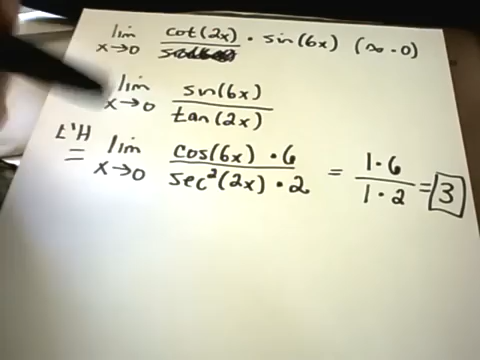 lim x→0 cot(2x) · sin(6x) (∞ · 0)
lim x→0 sin(6x) / tan(2x)
L'H = lim x→0 cos(6x) · 6 / sec²(2x) · 2 = 1 · 6 / 1 · 2 = 3